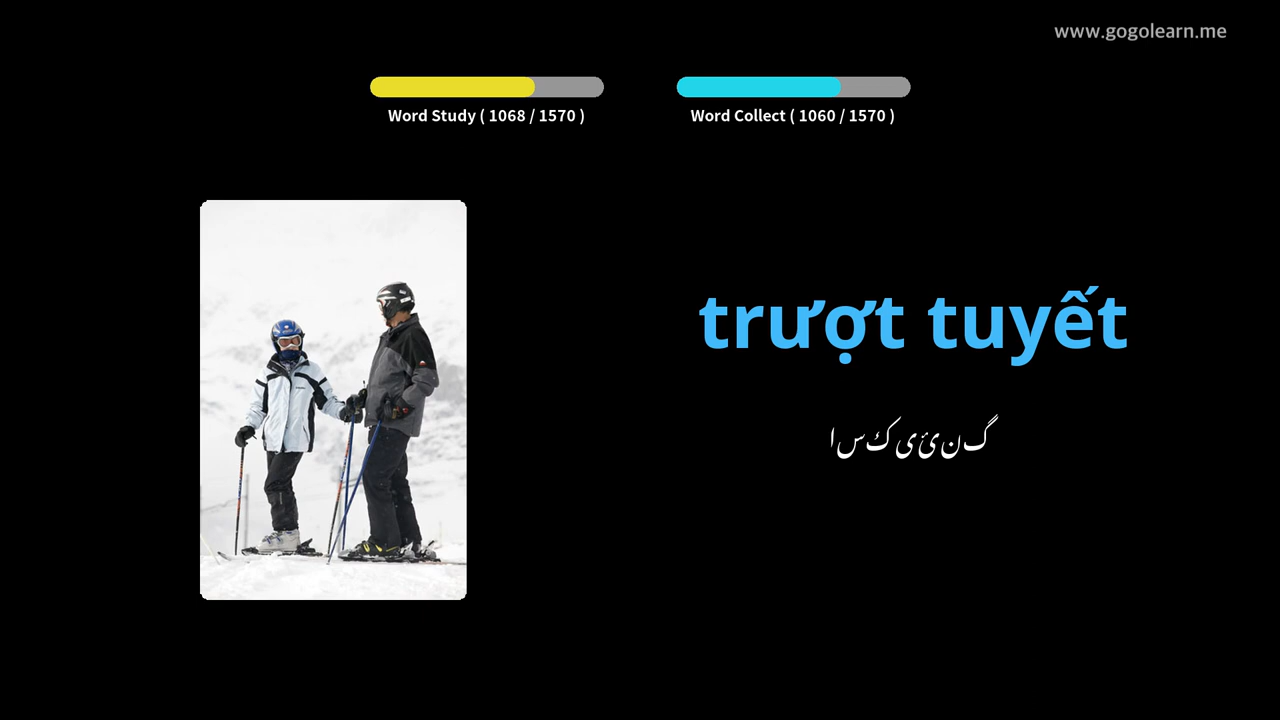 www.gogolearn.me
Word Study ( 1068 / 1570 )
Word Collect ( 1060 / 1570 )
trượt tuyết
اسکیئنگ